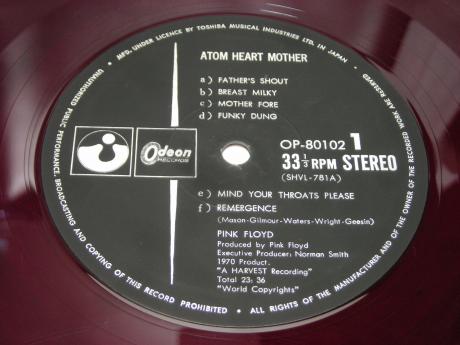 • MFD. UNDER LICENCE BY TOSHIBA MUSICAL INDUSTRIES LTD. IN JAPAN •
ALL RIGHTS OF THE MANUFACTURER AND OF THE OWNER OF THE RECORDED WORK ARE RESERVED
UNAUTHORIZED PUBLIC PERFORMANCE, BROADCASTING AND COPYING OF THIS RECORD PROHIBITED •
ATOM HEART MOTHER
a) FATHER'S SHOUT
b) BREAST MILKY
c) MOTHER FORE
d) FUNKY DUNG
Odeon
RECORDS
OP-80102 1
33 1/3 RPM STEREO
(SHVL-781A)
e) MIND YOUR THROATS PLEASE
f) REMERGENCE
(Mason-Gilmour-Waters-Wright-Geesin)
PINK FLOYD
Produced by Pink Floyd
Executive Producer: Norman Smith
1970 Product.
"A HARVEST Recording"
Total 23: 36
"World Copyrights"